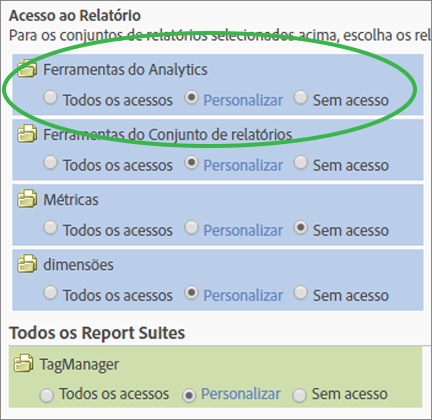 Acesso ao Relatório
Para os conjuntos de relatórios selecionados acima, escolha os rel
Ferramentas do Analytics
Todos os acessos Personalizar Sem acesso
Ferramentas do Conjunto de relatórios
Todos os acessos Personalizar Sem acesso
Métricas
Todos os acessos Personalizar Sem acesso
dimensões
Todos os acessos Personalizar Sem acesso
Todos os Report Suites
TagManager
Todos os acessos Personalizar Sem acesso